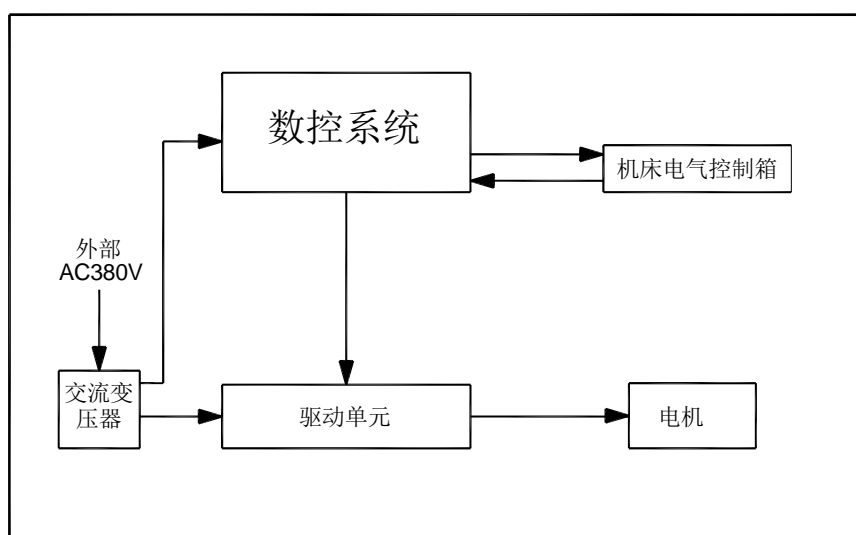 数控系统
机床电气控制箱
外部
AC380V
交流变
压器
驱动单元
电机